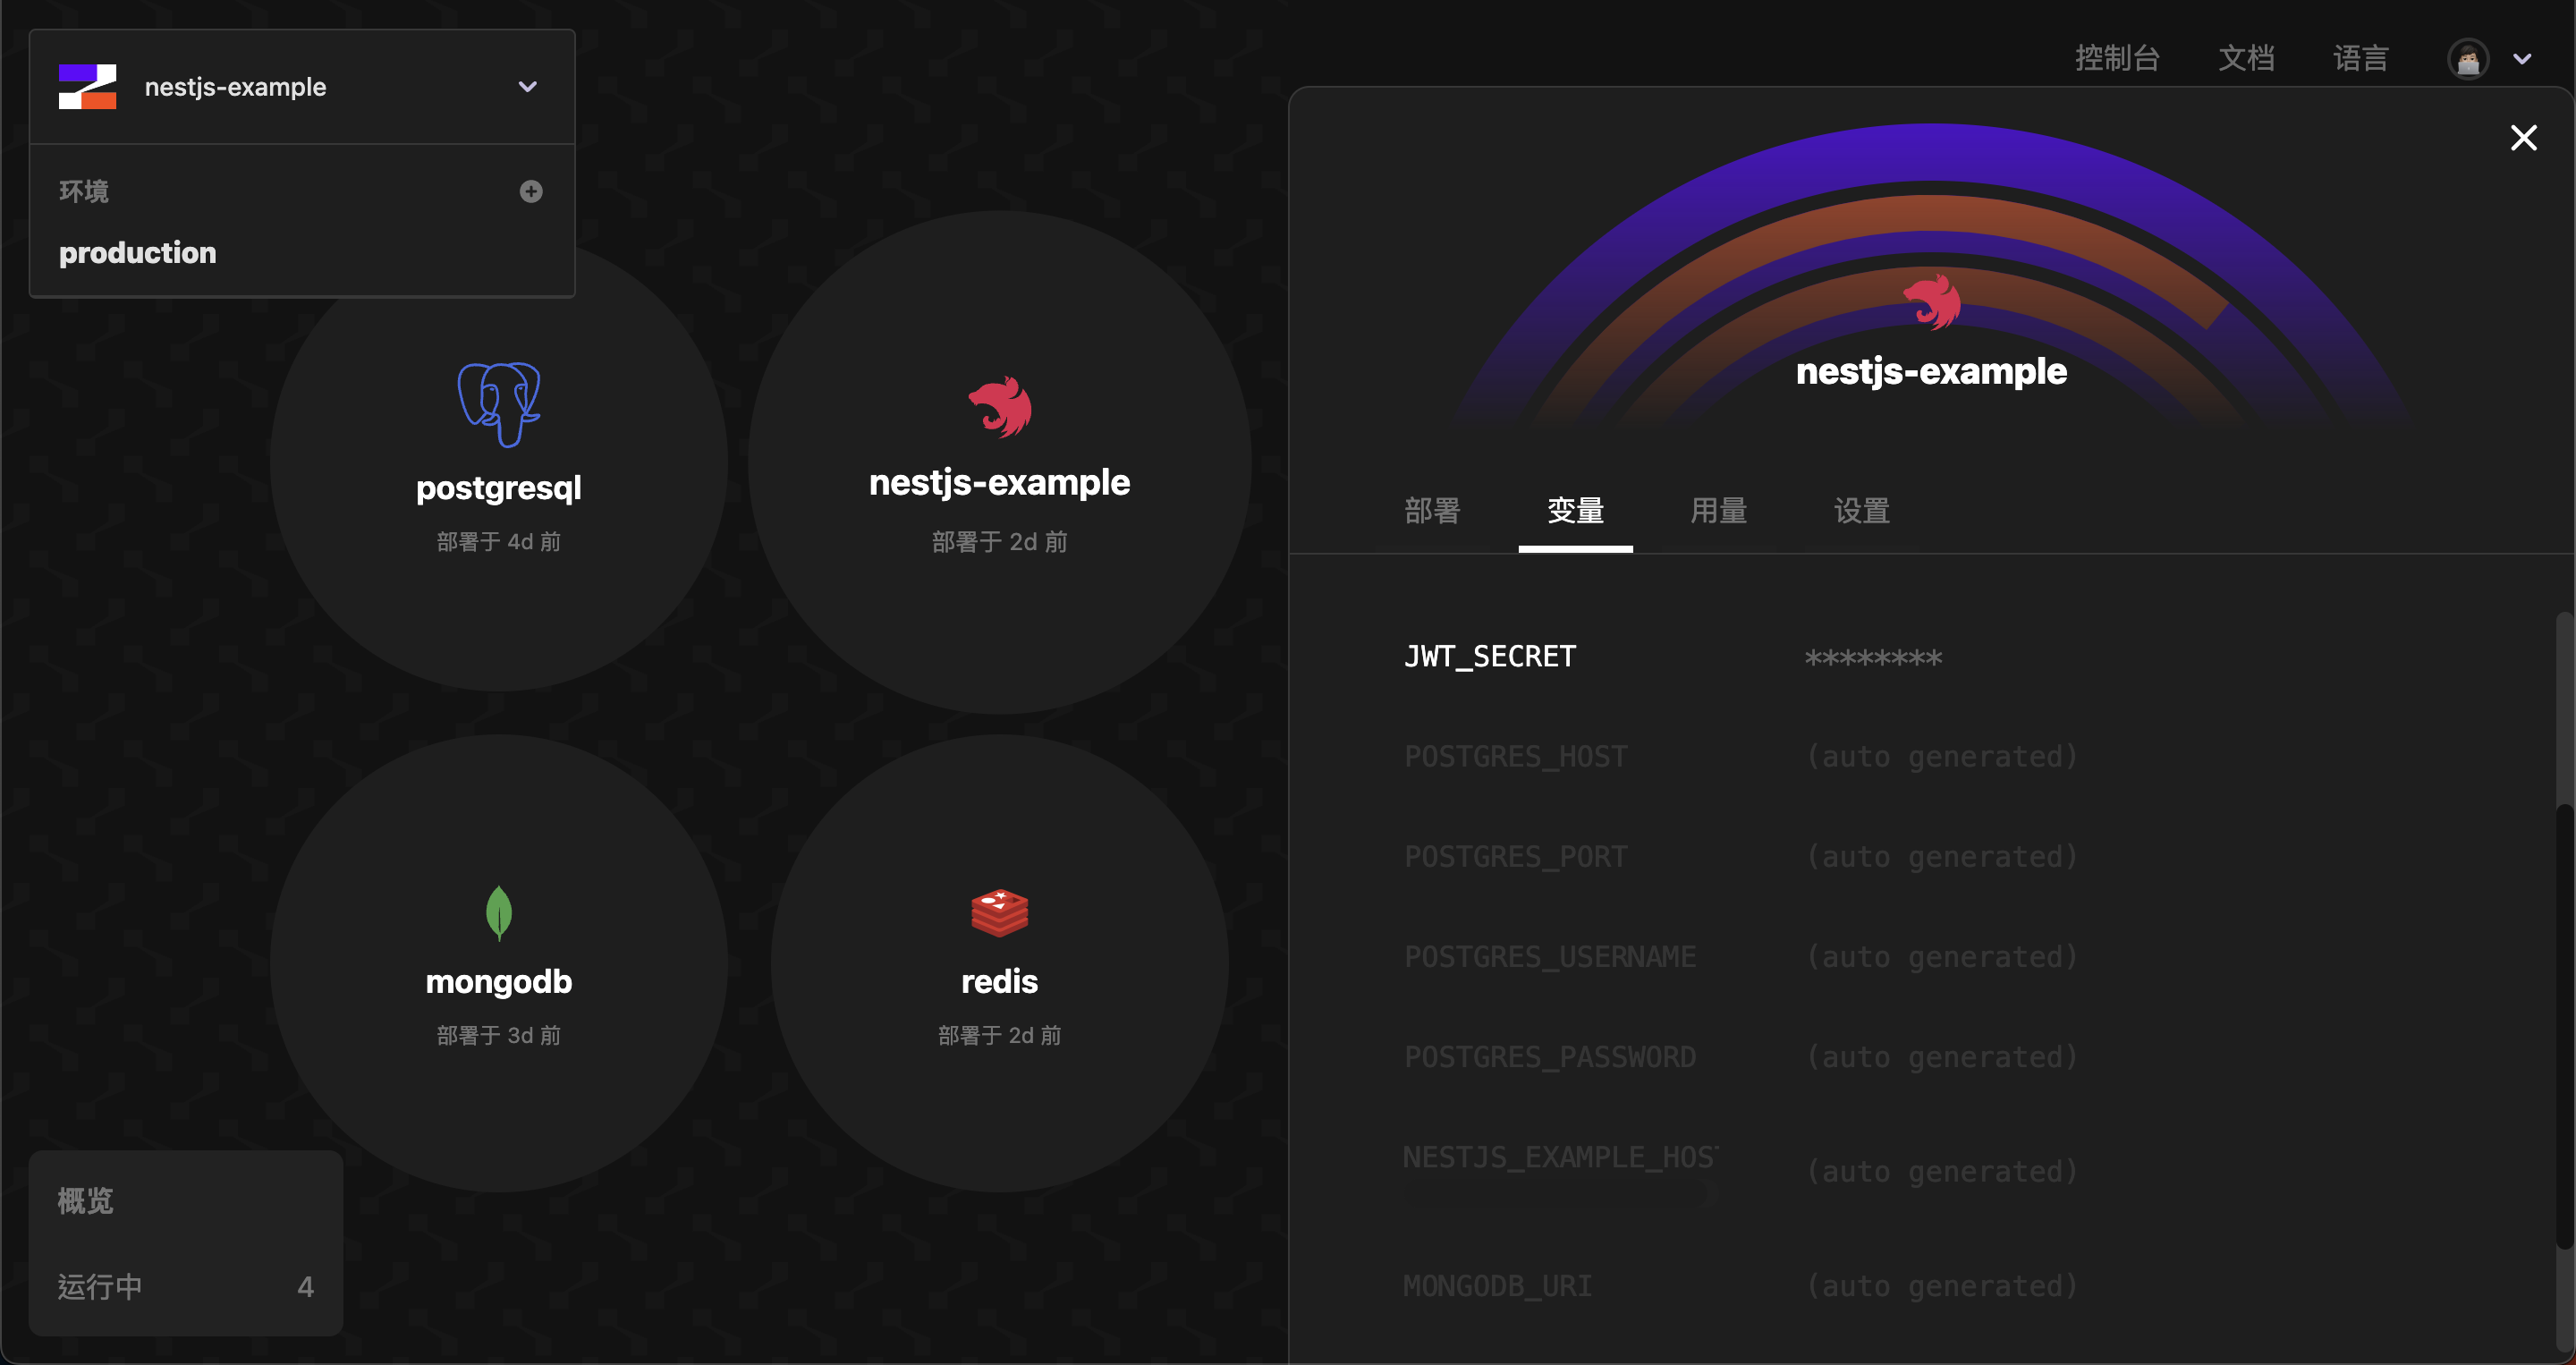 nestjs-example
环境
production
postgresql
部署于 4d 前
nestjs-example
部署于 2d 前
mongodb
部署于 3d 前
redis
部署于 2d 前
概览
运行中 4
控制台 文档 语言
nestjs-example
部署 变量 用量 设置
JWT_SECRET ********
POSTGRES_HOST (auto generated)
POSTGRES_PORT (auto generated)
POSTGRES_USERNAME (auto generated)
POSTGRES_PASSWORD (auto generated)
NESTJS_EXAMPLE_HOST (auto generated)
MONGODB_URI (auto generated)